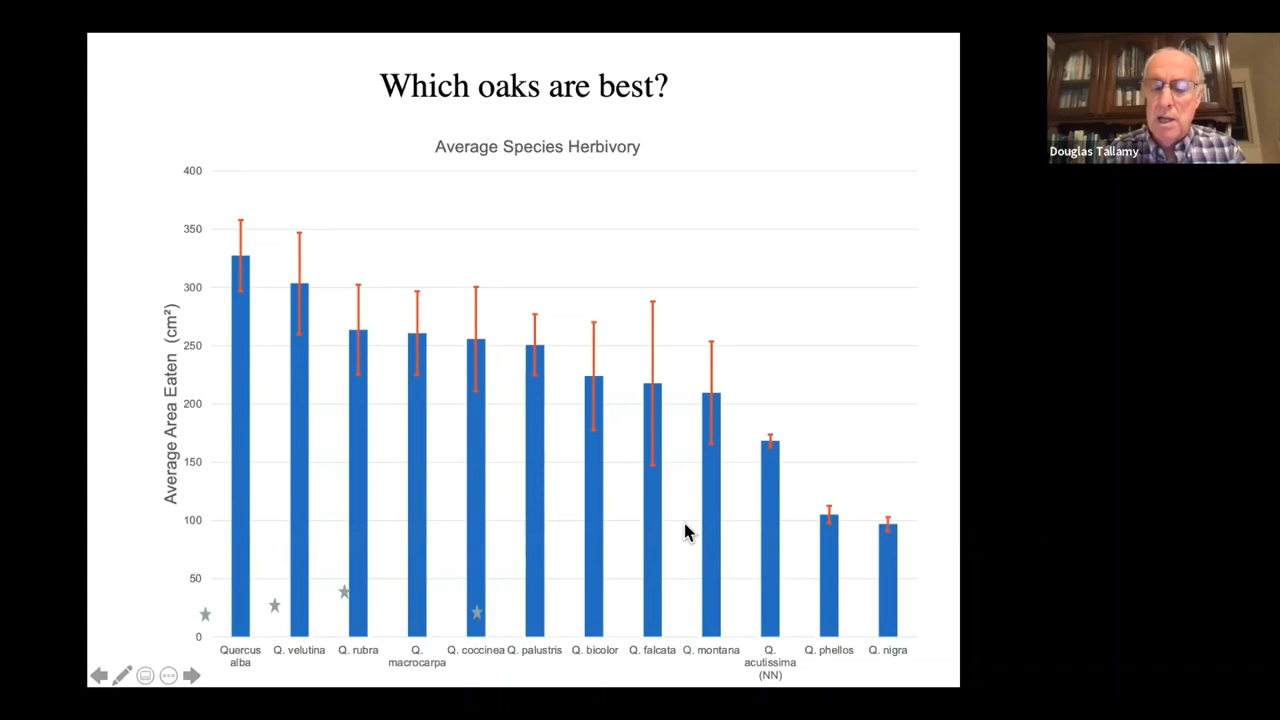 Which oaks are best?
Douglas Tallamy
Average Species Herbivory
Average Area Eaten (cm²)
400
350
300
250
200
150
100
50
0
Quercus alba
Q. velutina
Q. rubra
Q. macrocarpa
Q. coccinea
Q. palustris
Q. bicolor
Q. falcata
Q. montana
Q. acutissima (NN)
Q. phellos
Q. nigra